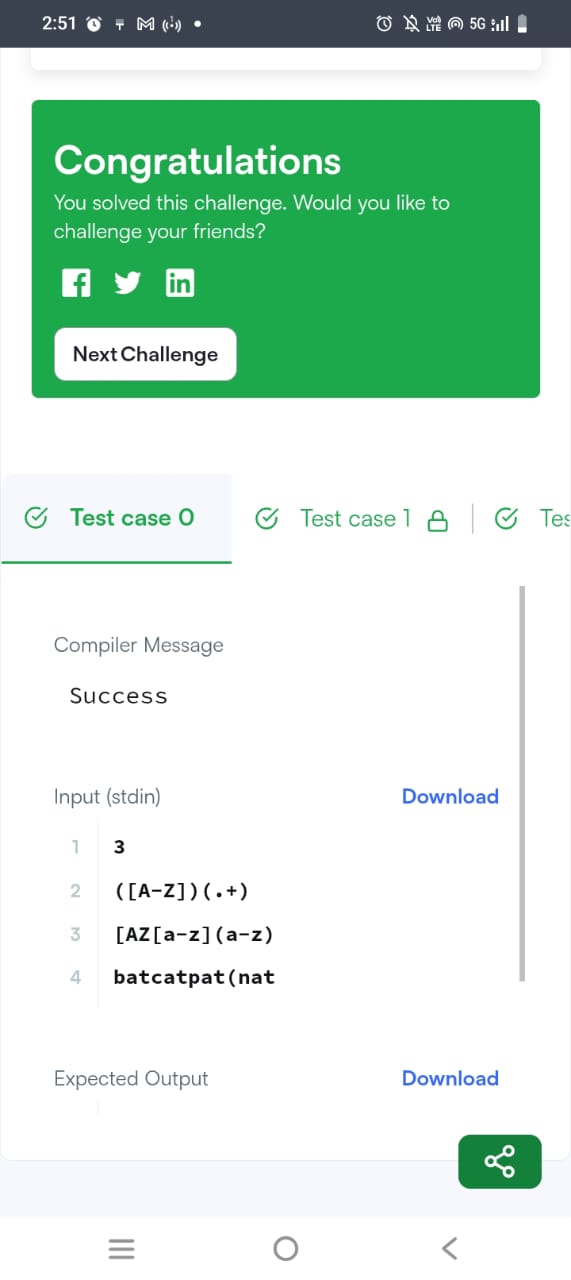 2:51 VoI) LTE 5G
Congratulations
You solved this challenge. Would you like to
challenge your friends?
Next Challenge
Test case 0 Test case 1 Tes
Compiler Message
Success
Input (stdin) Download
1 3
2 ([A-Z])(.+)
3 [AZ[a-z](a-z)
4 batcatpat(nat
Expected Output Download